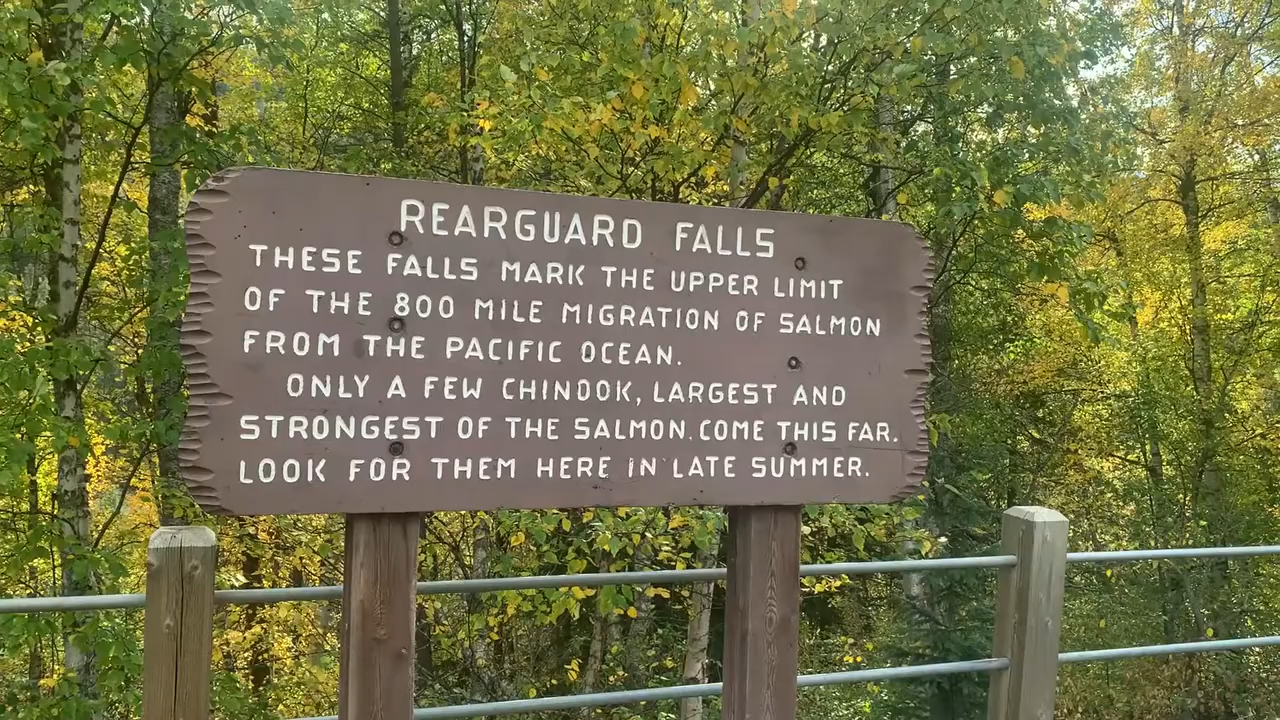 REARGUARD FALLS
THESE FALLS MARK THE UPPER LIMIT
OF THE 800 MILE MIGRATION OF SALMON
FROM THE PACIFIC OCEAN.
ONLY A FEW CHINOOK, LARGEST AND
STRONGEST OF THE SALMON. COME THIS FAR.
LOOK FOR THEM HERE IN LATE SUMMER.